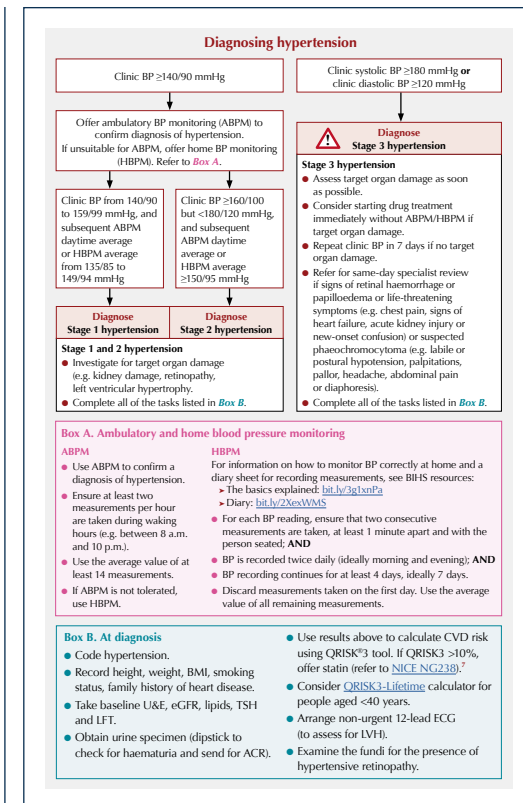 Diagnosing hypertension
Clinic BP ≥140/90 mmHg
Offer ambulatory BP monitoring (ABPM) to
confirm diagnosis of hypertension.
If unsuitable for ABPM, offer home BP monitoring
(HBPM). Refer to Box A.
Clinic BP from 140/90
to 159/99 mmHg, and
subsequent ABPM
daytime average
or HBPM average
from 135/85 to
149/94 mmHg
Clinic BP ≥160/100
but <180/120 mmHg,
and subsequent
ABPM daytime
average or
HBPM average
≥150/95 mmHg
Diagnose
Stage 1 hypertension
Diagnose
Stage 2 hypertension
Stage 1 and 2 hypertension
● Investigate for target organ damage
(e.g. kidney damage, retinopathy,
left ventricular hypertrophy.
● Complete all of the tasks listed in Box B.
Clinic systolic BP ≥180 mmHg or
clinic diastolic BP ≥120 mmHg
Diagnose
Stage 3 hypertension
Stage 3 hypertension
● Assess target organ damage as soon
as possible.
● Consider starting drug treatment
immediately without ABPM/HBPM if
target organ damage.
● Repeat clinic BP in 7 days if no target
organ damage.
● Refer for same-day specialist review
if signs of retinal haemorrhage or
papilloedema or life-threatening
symptoms (e.g. chest pain, signs of
heart failure, acute kidney injury or
new-onset confusion) or suspected
phaeochromocytoma (e.g. labile or
postural hypotension, palpitations,
pallor, headache, abdominal pain
or diaphoresis).
● Complete all of the tasks listed in Box B.
Box A. Ambulatory and home blood pressure monitoring
ABPM
● Use ABPM to confirm a
diagnosis of hypertension.
● Ensure at least two
measurements per hour
are taken during waking
hours (e.g. between 8 a.m.
and 10 p.m.).
● Use the average value of at
least 14 measurements.
● If ABPM is not tolerated,
use HBPM.
HBPM
For information on how to monitor BP correctly at home and a
diary sheet for recording measures, see BIHS resources:
➤ The basics explained: bit.ly/3g1xnPa
➤ Diary: bit.ly/2XexWMS
● For each BP reading, ensure that two consecutive
measurements are taken, at least 1 minute apart and with the
person seated; AND
● BP is recorded twice daily (ideally morning and evening); AND
● BP recording continues for at least 4 days, ideally 7 days.
● Discard measurements taken on the first day. Use the average
value of all remaining measurements.
Box B. At diagnosis
● Code hypertension.
● Record height, weight, BMI, smoking
status, family history of heart disease.
● Take baseline U&E, eGFR, lipids, TSH
and LFT.
● Obtain urine specimen (dipstick to
check for haematuria and send for ACR).
● Use results above to calculate CVD risk
using QRISK®3 tool. If QRISK3 >10%,
offer statin (refer to NICE NG238).7
● Consider QRISK3-Lifetime calculator for
people aged <40 years.
● Arrange non-urgent 12-lead ECG
(to assess for LVH).
● Examine the fundi for the presence of
hypertensive retinopathy.